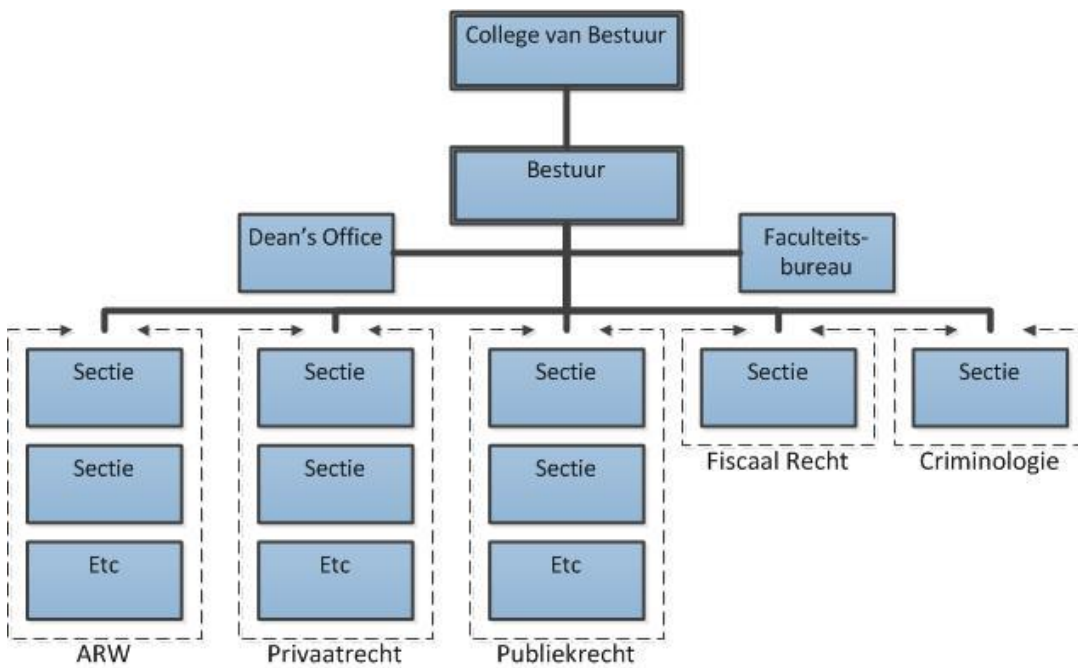 College van Bestuur
Bestuur
Dean's Office
Faculteits-
bureau
Sectie
Sectie
Sectie
Sectie
Sectie
Sectie
Sectie
Sectie
Fiscaal Recht
Criminologie
Etc
Etc
Etc
ARW
Privaatrecht
Publiekrecht